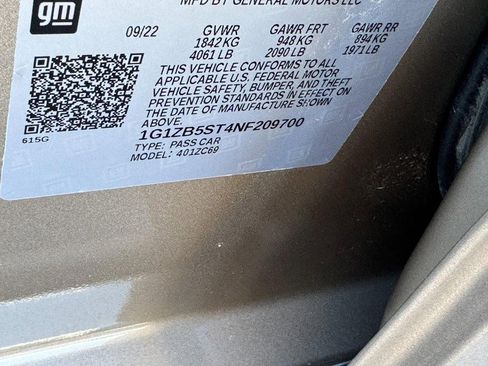 MFD BY GENERAL MOTORS LLC
gm
09/22 GVWR GAWR FRT GAWR RR
1842 KG 948 KG 894 KG
4061 LB 2090 LB 1971 LB
THIS VEHICLE CONFORMS TO ALL
APPLICABLE U.S. FEDERAL MOTOR
VEHICLE SAFETY, BUMPER, AND THEFT
PREVENTION STANDARDS IN EFFECT ON
THE DATE OF MANUFACTURE SHOWN
ABOVE.
615G
1G1ZB5ST4NF209700
TYPE: PASS CAR
MODEL: 401ZC69